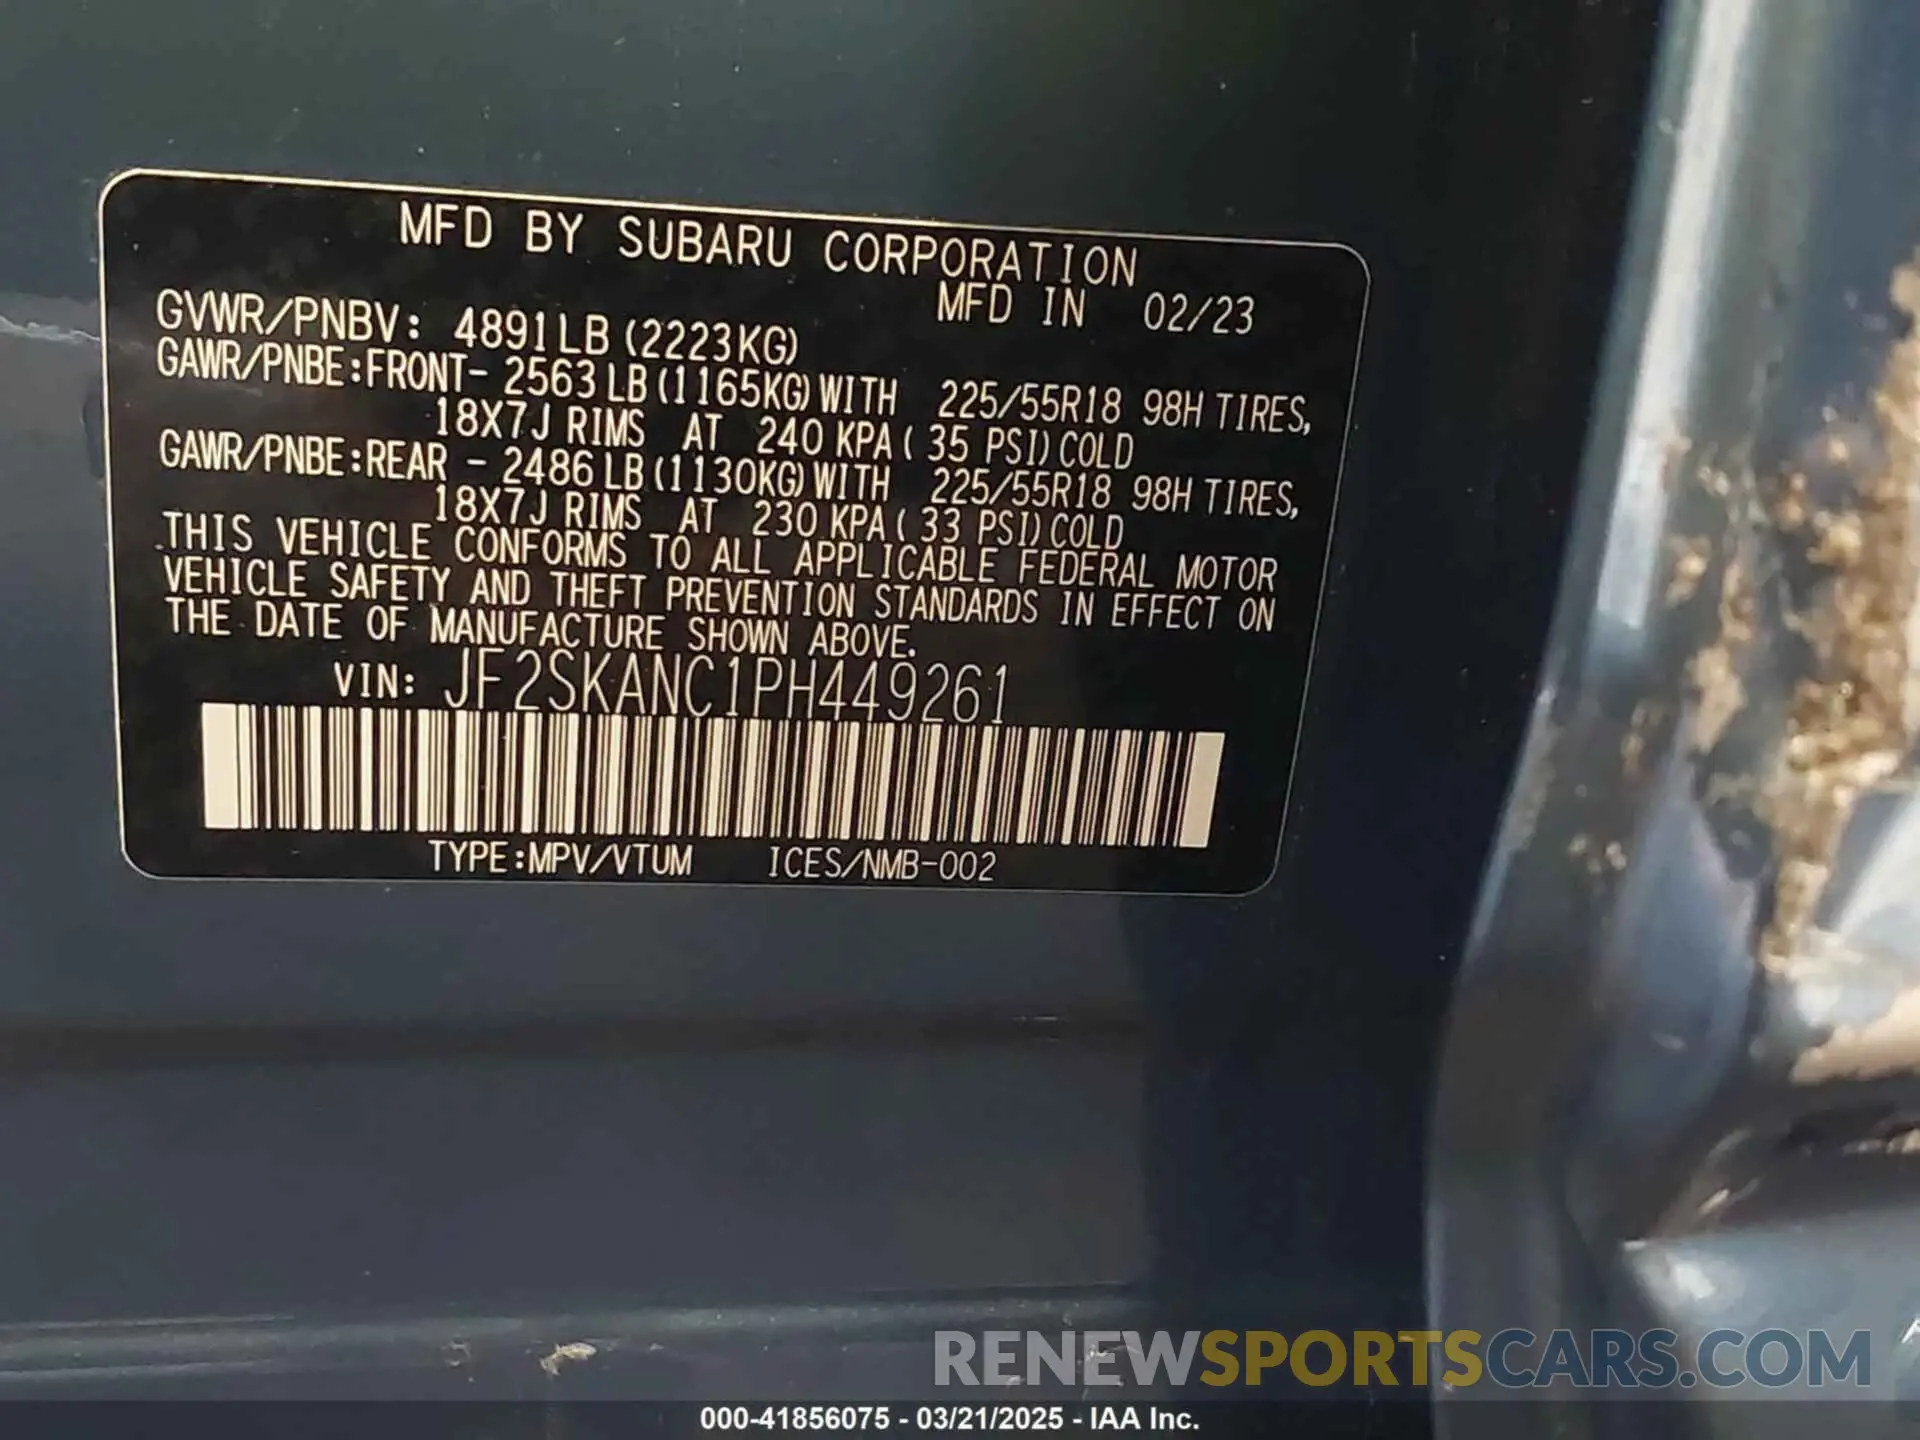 MFD BY SUBARU CORPORATION
MFD IN 02/23
GVWR/PNBV: 4891LB (2223KG)
GAWR/PNBE:FRONT- 2563 LB (1165KG) WITH 225/55R18 98H TIRES,
18X7J RIMS AT 240 KPA ( 35 PSI) COLD
GAWR/PNBE:REAR - 2486 LB (1130KG) WITH 225/55R18 98H TIRES,
18X7J RIMS AT 230 KPA ( 33 PSI) COLD
THIS VEHICLE CONFORMS TO ALL APPLICABLE FEDERAL MOTOR
VEHICLE SAFETY AND THEFT PREVENTION STANDARDS IN EFFECT ON
THE DATE OF MANUFACTURE SHOWN ABOVE.
VIN: JF2SKANC1PH449261
TYPE:MPV/VTUM ICES/NMB-002
RENEWSPORTSCARS.COM
000-41856075 - 03/21/2025 - IAA Inc.